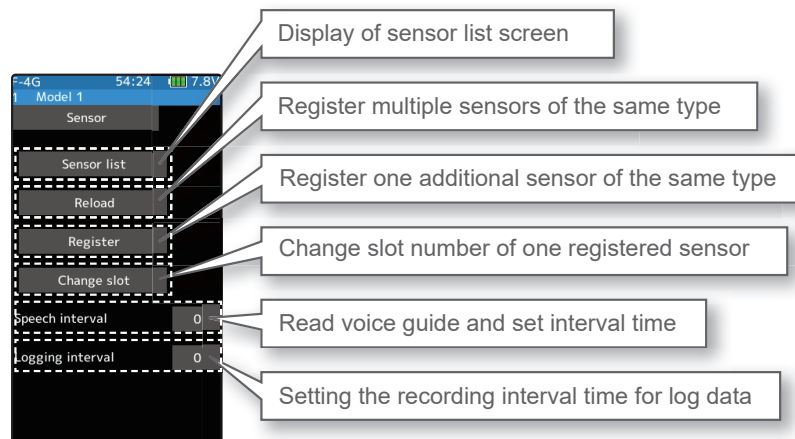 F-4G 54:24 7.8V
1 Model 1
Sensor
Sensor list
Reload
Register
Change slot
Speech interval 0
Logging interval 0
Display of sensor list screen
Register multiple sensors of the same type
Register one additional sensor of the same type
Change slot number of one registered sensor
Read voice guide and set interval time
Setting the recording interval time for log data